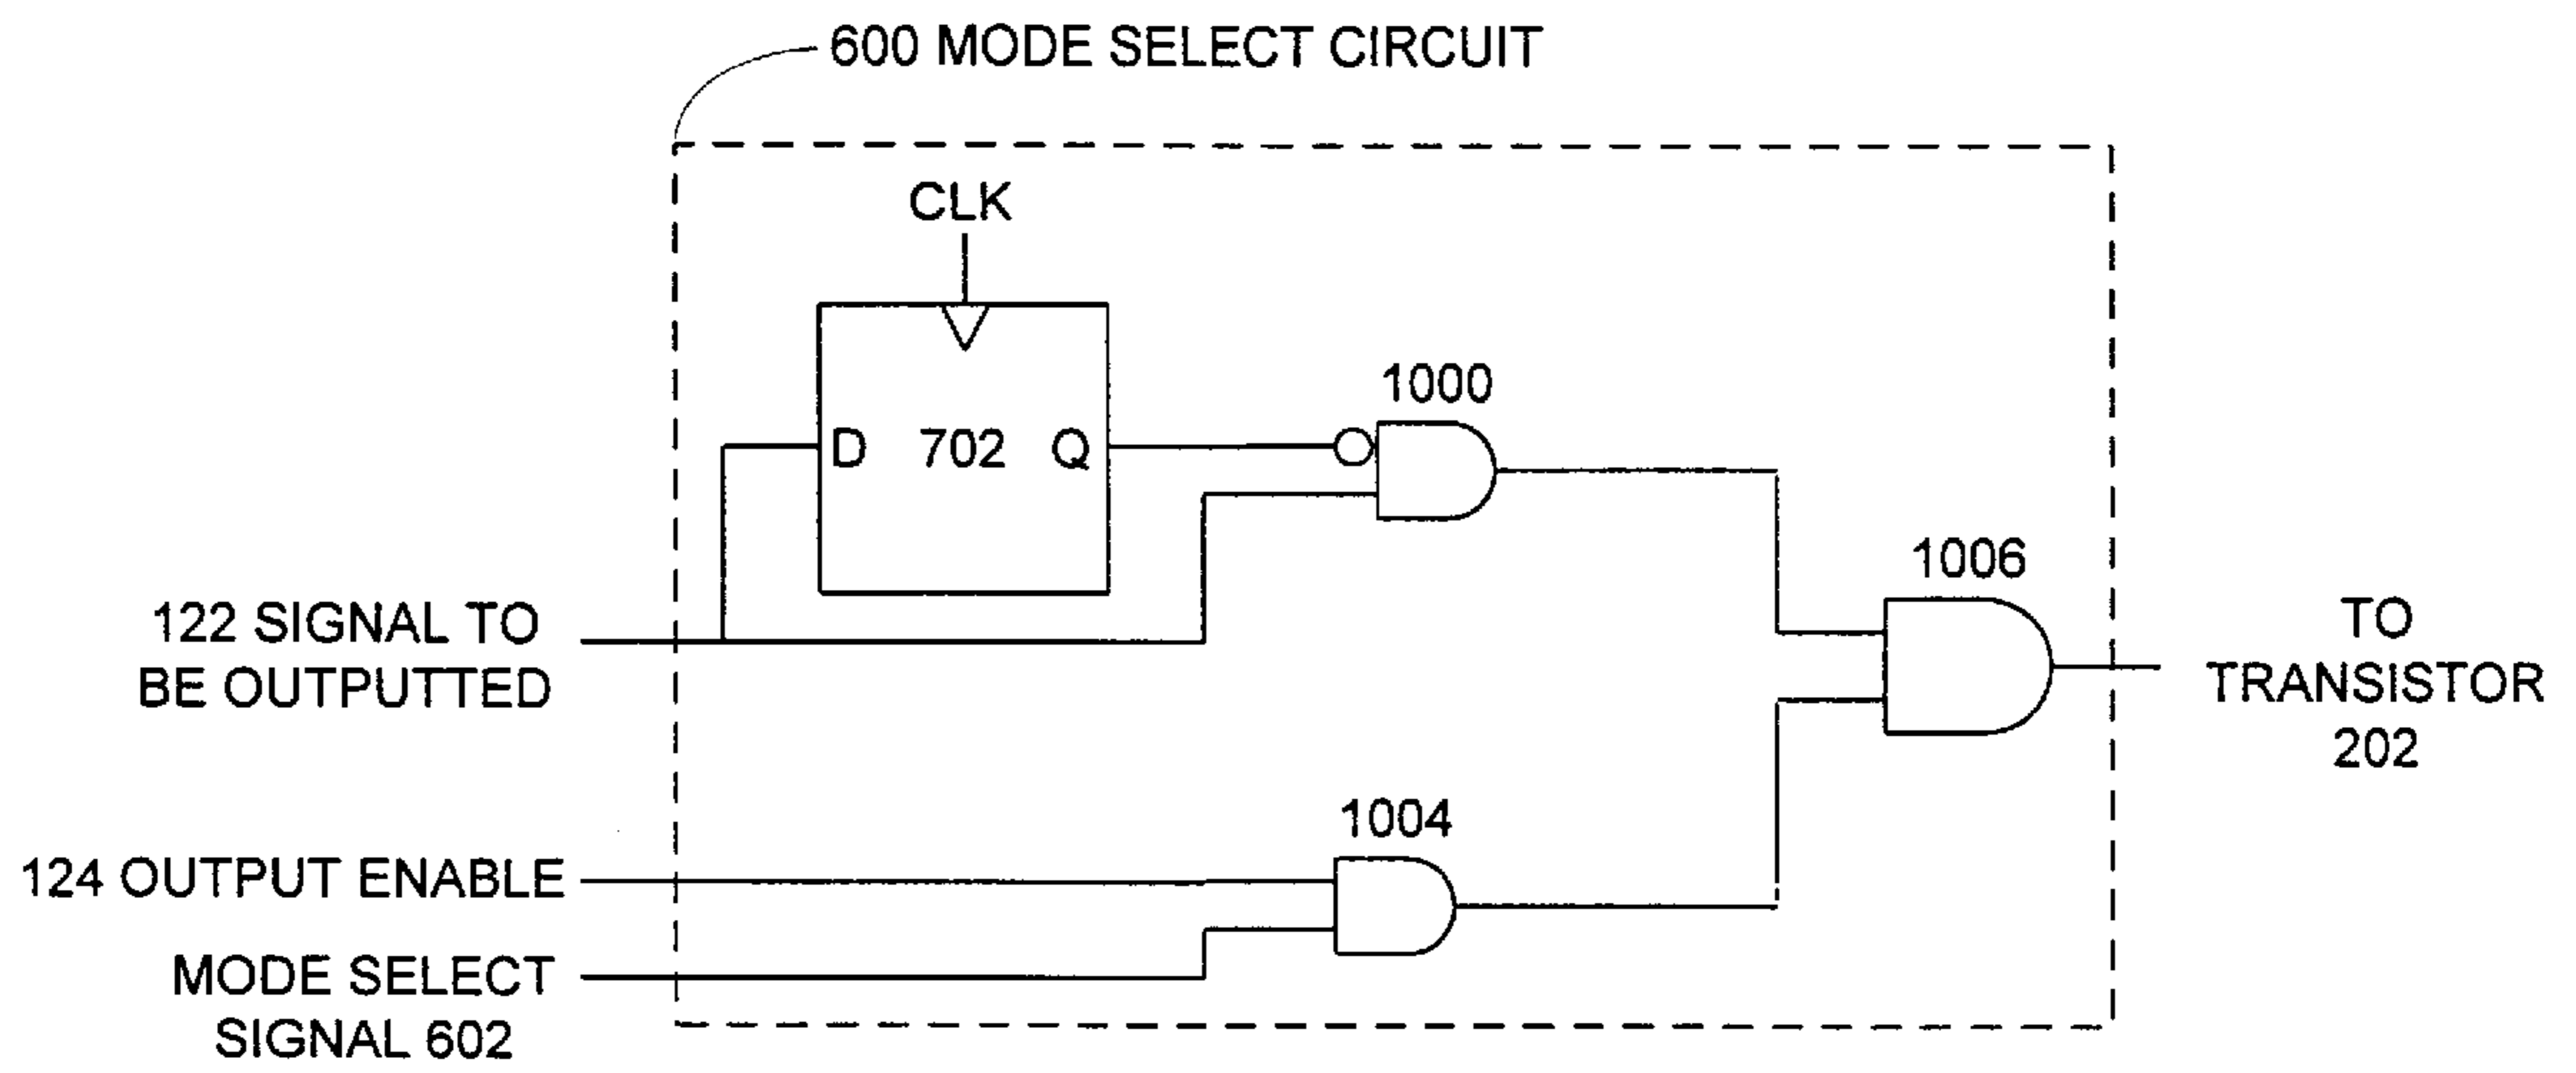 600 MODE SELECT CIRCUIT
CLK
D 702 Q
1000
1006
122 SIGNAL TO
BE OUTPUTTED
TO
TRANSISTOR
202
1004
124 OUTPUT ENABLE
MODE SELECT
SIGNAL 602